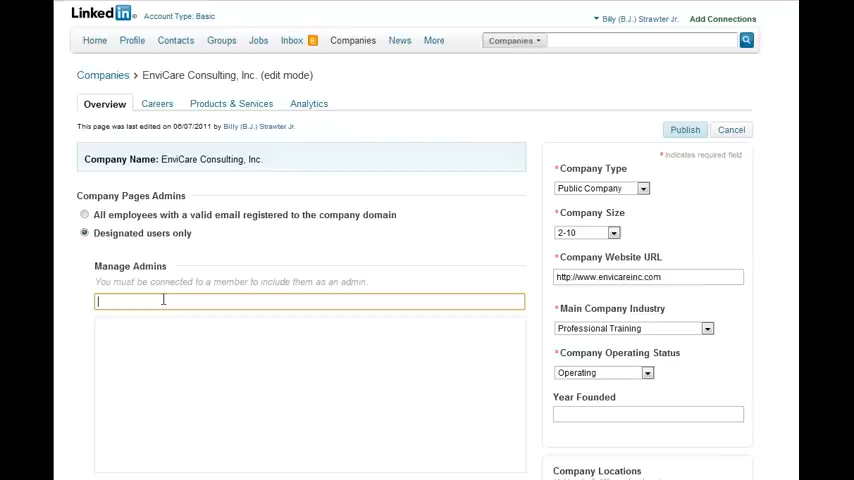 Linked in® Account Type: Basic
Billy (B.J.) Strawter Jr. Add Connections
Home Profile Contacts Groups Jobs Inbox 6 Companies News More Companies
Companies › EnviCare Consulting, Inc. (edit mode)
Overview Careers Products & Services Analytics
This page was last edited on 06/07/2011 by Billy (B.J.) Strawter Jr.
Publish Cancel
Company Name: EnviCare Consulting, Inc.
Company Pages Admins
All employees with a valid email registered to the company domain
Designated users only
Manage Admins
You must be connected to a member to include them as an admin.
* Indicates required field
* Company Type
Public Company
* Company Size
2-10
* Company Website URL
http://www.envicareinc.com
* Main Company Industry
Professional Training
* Company Operating Status
Operating
Year Founded
Company Locations